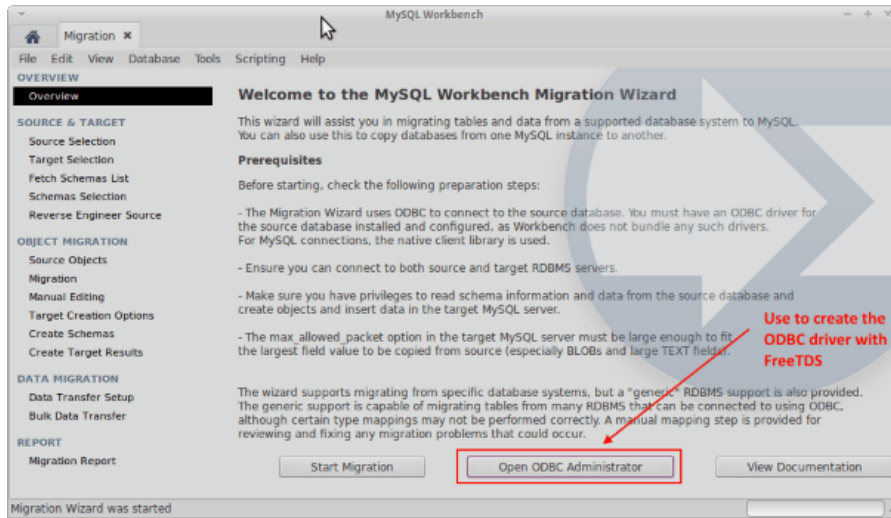 MySQL Workbench
Migration
File Edit View Database Tools Scripting Help
OVERVIEW
Overview
SOURCE & TARGET
Source Selection
Target Selection
Fetch Schemas List
Schemas Selection
Reverse Engineer Source
OBJECT MIGRATION
Source Objects
Migration
Manual Editing
Target Creation Options
Create Schemas
Create Target Results
DATA MIGRATION
Data Transfer Setup
Bulk Data Transfer
REPORT
Migration Report
Welcome to the MySQL Workbench Migration Wizard
This wizard will assist you in migrating tables and data from a supported database system to MySQL.
You can also use this to copy databases from one MySQL instance to another.
Prerequisites
Before starting, check the following preparation steps:
- The Migration Wizard uses ODBC to connect to the source database. You must have an ODBC driver for
the source database installed and configured, as Workbench does not bundle any such drivers.
For MySQL connections, the native client library is used.
- Ensure you can connect to both source and target RDBMS servers.
- Make sure you have privileges to read schema information and data from the source database and
create objects and insert data in the target MySQL server.
- The max_allowed_packet option in the target MySQL server must be large enough to fit
the largest field value to be copied from source (especially BLOBs and large TEXT fields).
Use to create the
ODBC driver with
FreeTDS
The wizard supports migrating from specific database systems, but a "generic" RDBMS support is also provided.
The generic support is capable of migrating tables from many RDBMS that can be connected to using ODBC,
although certain type mappings may not be performed correctly. A manual mapping step is provided for
reviewing and fixing any migration problems that could occur.
Start Migration
Open ODBC Administrator
View Documentation
Migration Wizard was started